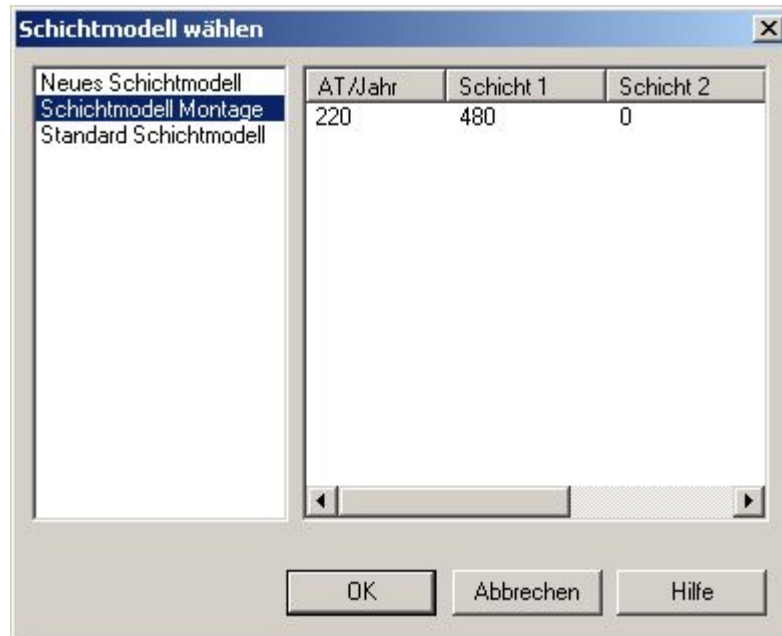 Schichtmodell wählen
Neues Schichtmodell
Schichtmodell Montage
Standard Schichtmodell
AT/Jahr Schicht 1 Schicht 2
220 480 0
OK Abbrechen Hilfe